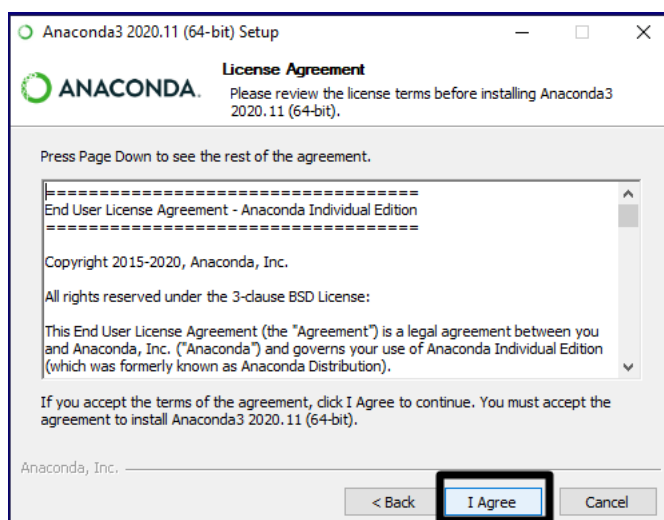 Anaconda3 2020.11 (64-bit) Setup
ANACONDA.
License Agreement
Please review the license terms before installing Anaconda3
2020.11 (64-bit).
Press Page Down to see the rest of the agreement.
===================================
End User License Agreement - Anaconda Individual Edition
===================================
Copyright 2015-2020, Anaconda, Inc.
All rights reserved under the 3-clause BSD License:
This End User License Agreement (the "Agreement") is a legal agreement between you
and Anaconda, Inc. ("Anaconda") and governs your use of Anaconda Individual Edition
(which was formerly known as Anaconda Distribution).
If you accept the terms of the agreement, click I Agree to continue. You must accept the
agreement to install Anaconda3 2020.11 (64-bit).
Anaconda, Inc.
< Back I Agree Cancel